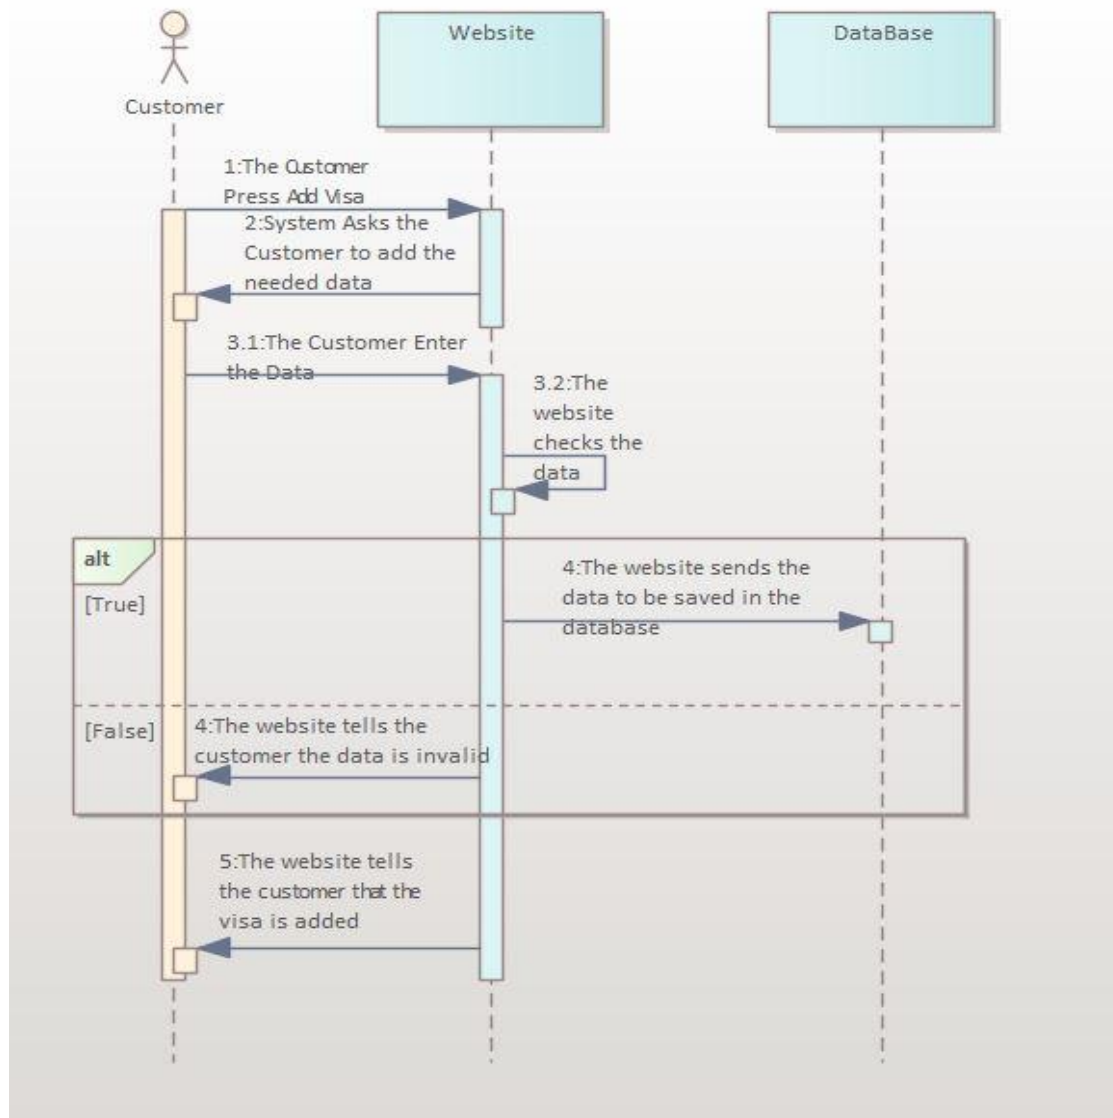 Website
DataBase
Customer
1:The Customer
Press Add Visa
2:System Asks the
Customer to add the
needed data
3.1:The Customer Enter
the Data
3.2:The
website
checks the
data
alt
[True]
4:The website sends the
data to be saved in the
database
[False]
4:The website tells the
customer the data is invalid
5:The website tells
the customer that the
visa is added